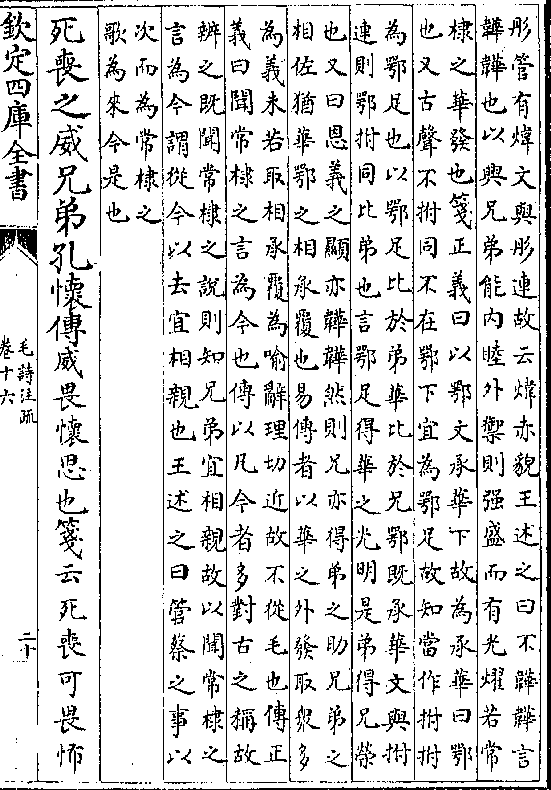 彤管有煒文與彤連故云煒赤貌王述之曰不韡韡言
韡韡也以興兄弟能内睦外禦則强盛而有光耀若常
棣之華發也箋正義曰以鄂文承華下故為承華曰鄂
也又古聲不拊同不在鄂下宜為鄂足故知當作拊拊
為鄂足也以鄂足比於弟華比於兄鄂既承華文與拊
連則鄂拊同比弟也言鄂足得華之光明是弟得兄榮
也又曰恩義之顯亦韡韡然則兄亦得弟之助兄弟之
相佐猶華鄂之相承覆也易傳者以華之外發取衆多
為義未若取相承覆為喻辭理切近故不從毛也傳正
義曰聞常棣之言為今也傳以凡今者多對古之稱故
辨之既聞常棣之說則知兄弟宜相親故以聞常棣之
言為今謂從今以去宜相親也王述之曰管蔡之事以
次而為常棣之
歌為來今是也
死喪之威兄弟孔懷傳威畏懷思也箋云死喪可畏怖
欽定四庫全書
毛詩注疏
卷十六
二十